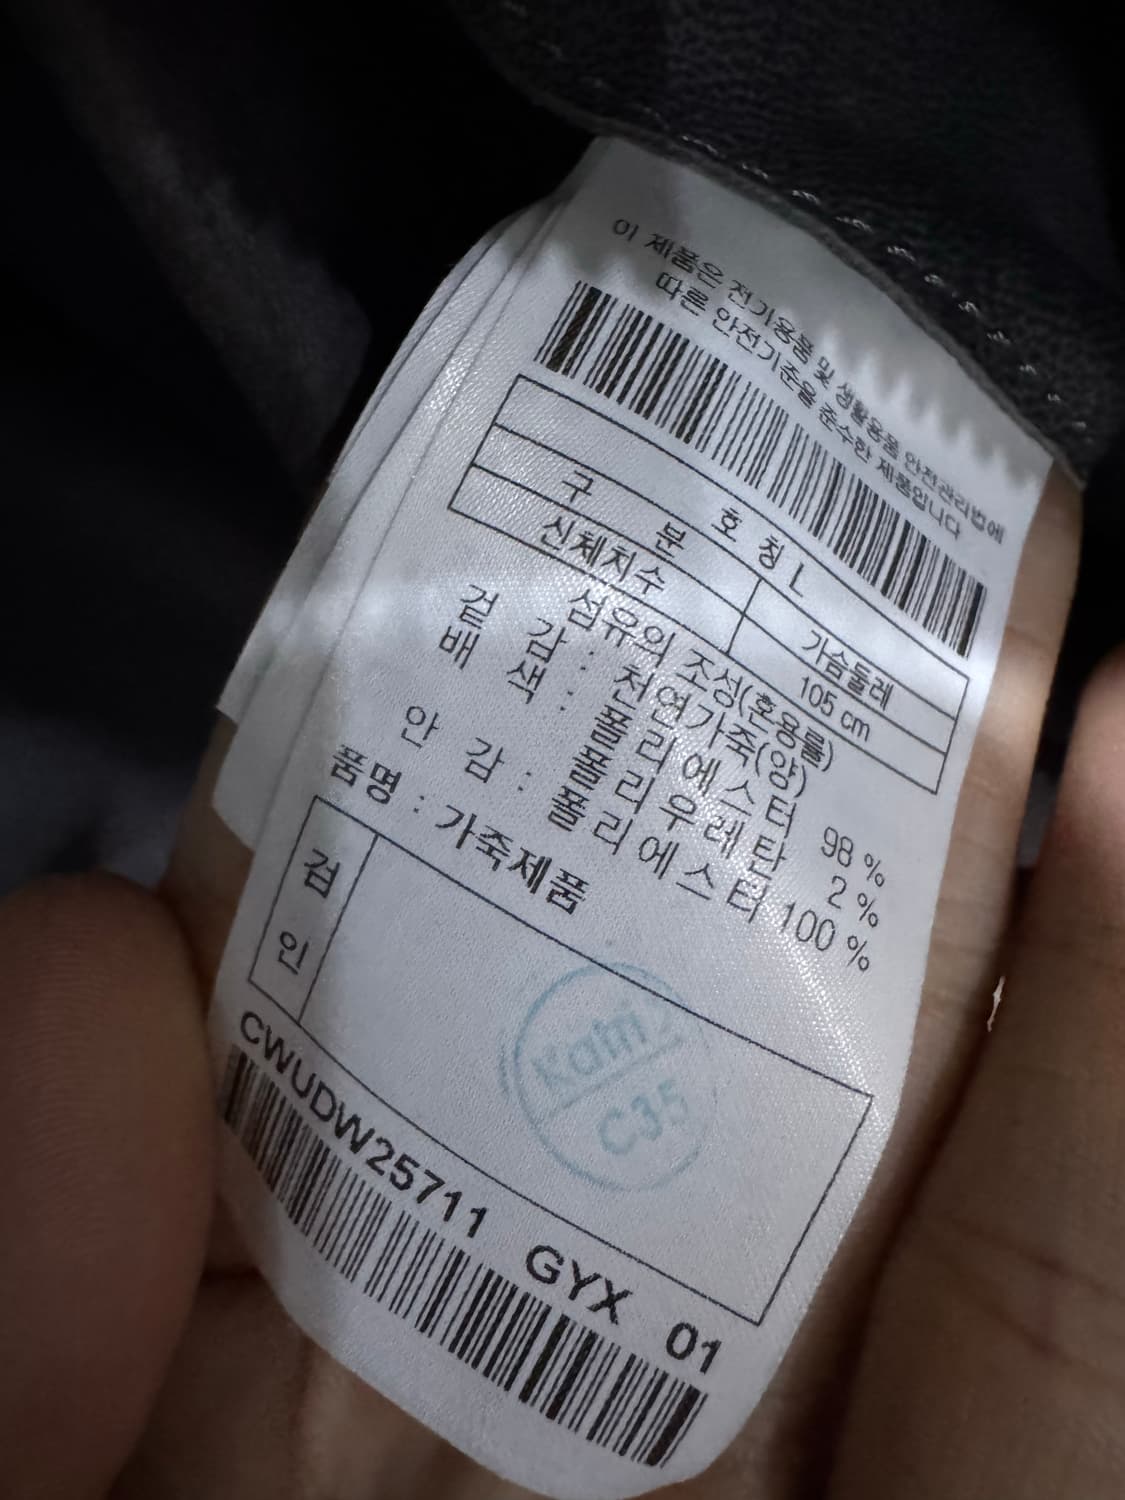 이 제품은 전기용품 및 생활용품 안전관리법에
따른 안전기준을 준수한 제품입니다
호 칭 L
구 분 가슴둘레
신체치수 105 cm
섬유의 조성(혼용률)
겉 감 : 천연가죽(양)
배 색 : 폴리에스터 98 %
폴리우레탄 2 %
안 감 : 폴리에스터 100 %
품명 : 가죽제품
검
인
Kain 2
C35
CWUDW25711 GYX 01